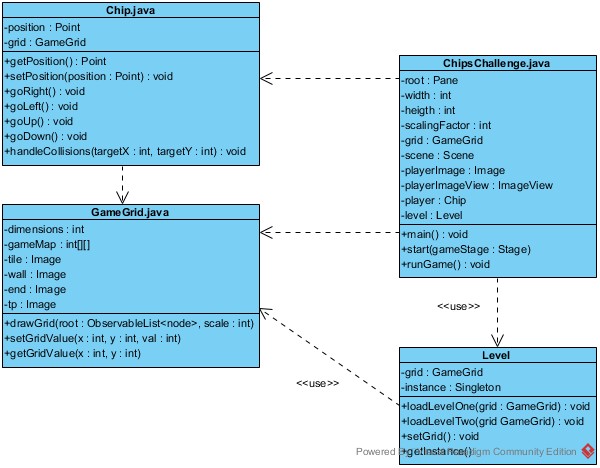 Chip.java
-position : Point
-grid : GameGrid
+getPosition() : Point
+setPosition(position : Point) : void
+goRight() : void
+goLeft() : void
+goUp() : void
+goDown() : void
+handleCollisions(targetX : int, targetY : int) : void
ChipsChallenge.java
-root : Pane
-width : int
-heigth : int
-scalingFactor : int
-grid : GameGrid
-scene : Scene
-playerImage : Image
-playerImageView : ImageView
-player : Chip
-level : Level
+main() : void
+start(gameStage : Stage)
+runGame() : void
GameGrid.java
-dimensions : int
-gameMap : int[][]
-tile : Image
-wall : Image
-end : Image
-tp : Image
+drawGrid(root : ObservableList<node>, scale : int)
+setGridValue(x : int, y : int, val : int)
+getGridValue(x : int, y : int)
<<use>>
<<use>>
Level
-grid : GameGrid
-instance : Singleton
+loadLevelOne(grid : GameGrid) : void
+loadLevelTwo(grid GameGrid) : void
+setGrid() : void
+getInstance()
Powered By Visual Paradigm Community Edition